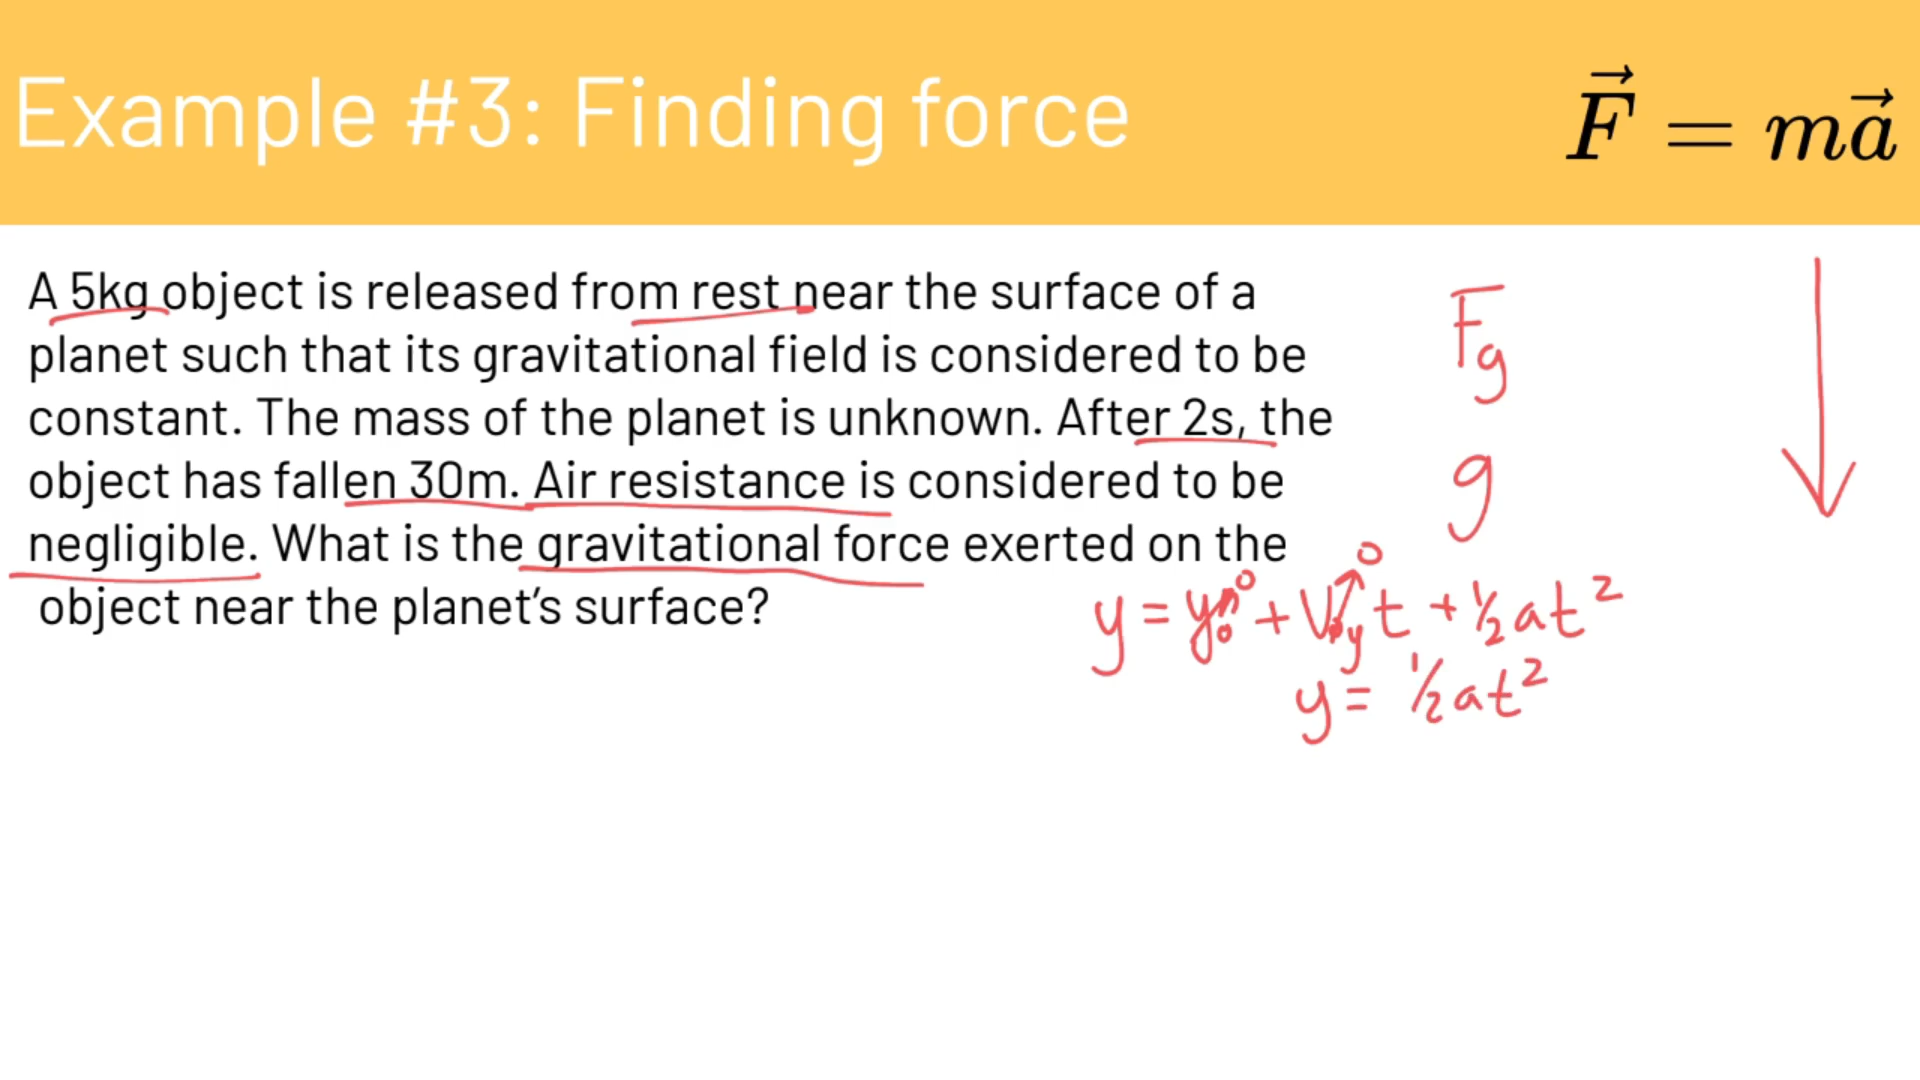 Example #3: Finding force
F = ma
A 5kg object is released from rest near the surface of a
planet such that its gravitational field is considered to be
constant. The mass of the planet is unknown. After 2s, the
object has fallen 30m. Air resistance is considered to be
negligible. What is the gravitational force exerted on the
object near the planet's surface?
Fg
g
0 0
y = y₀ + V₀y t + ½at²
y = ½at²